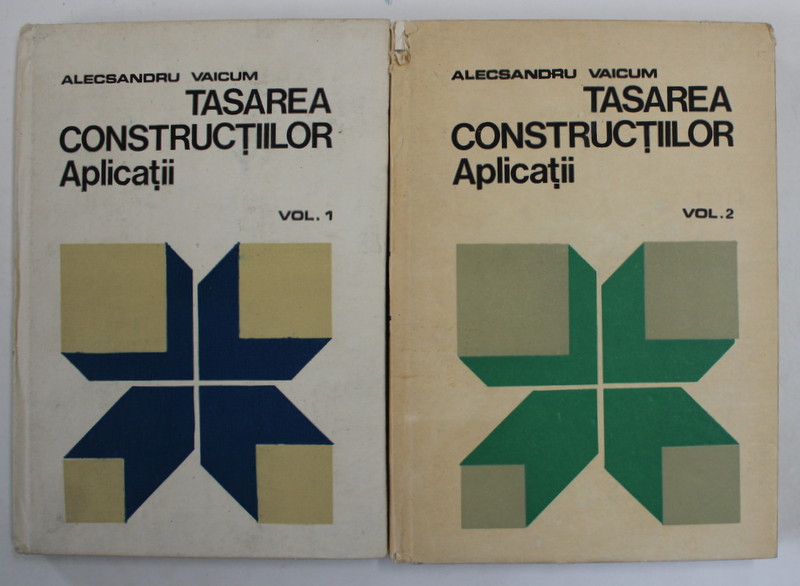 ALECSANDRU VAICUM
TASAREA
CONSTRUCȚIILOR
Aplicații
VOL. 1
ALECSANDRU VAICUM
TASAREA
CONSTRUCȚIILOR
Aplicații
VOL. 2